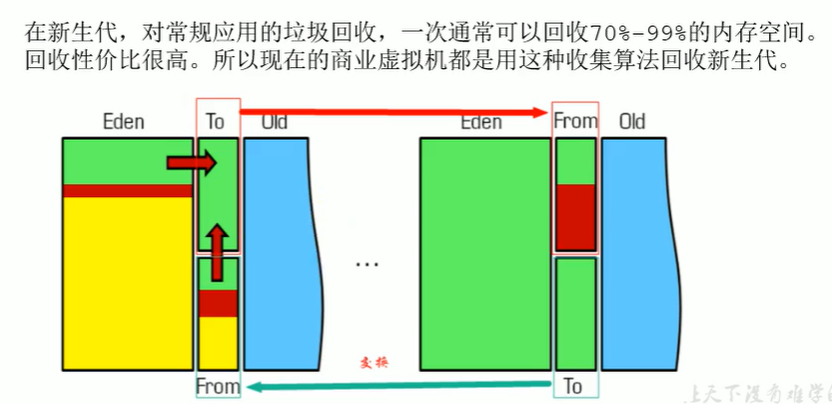 在新生代，对常规应用的垃圾回收，一次通常可以回收70%-99%的内存空间。
回收性价比很高。所以现在的商业虚拟机都是用这种收集算法回收新生代。
Eden To Old Eden From Old
...
变换
From To
上天下没有难学的